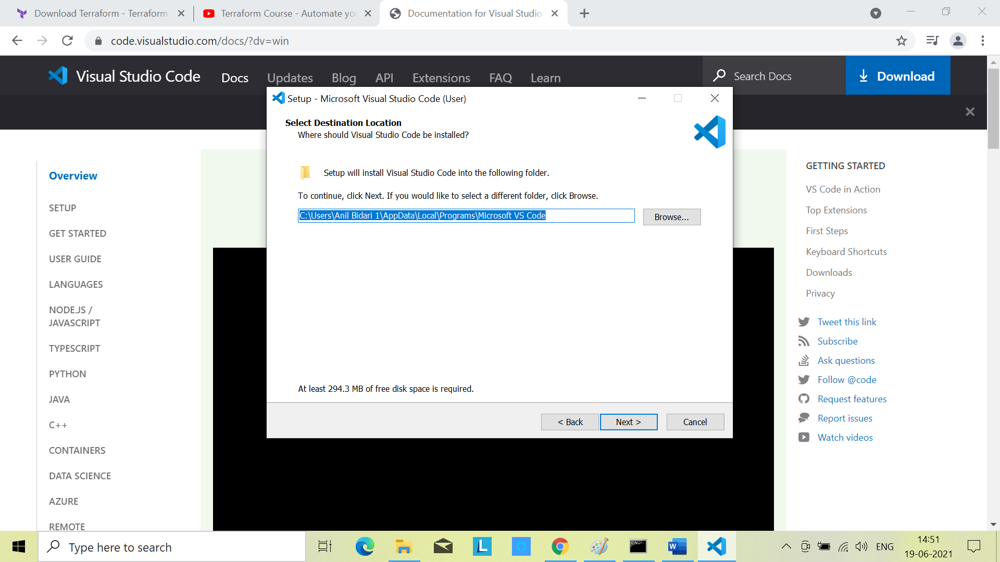 Download Terraform - Terraform
Terraform Course - Automate you
Documentation for Visual Studio
code.visualstudio.com/docs/?dv=win
Visual Studio Code
Docs
Updates
Blog
API
Extensions
FAQ
Learn
Search Docs
Download
Setup - Microsoft Visual Studio Code (User)
Select Destination Location
Where should Visual Studio Code be installed?
Setup will install Visual Studio Code into the following folder.
To continue, click Next. If you would like to select a different folder, click Browse.
C:\Users\Anil Bidari 1\AppData\Local\Programs\Microsoft VS Code
Browse...
At least 294.3 MB of free disk space is required.
< Back
Next >
Cancel
Overview
SETUP
GET STARTED
USER GUIDE
LANGUAGES
NODE.JS /
JAVASCRIPT
TYPESCRIPT
PYTHON
JAVA
C++
CONTAINERS
DATA SCIENCE
AZURE
REMOTE
GETTING STARTED
VS Code in Action
Top Extensions
First Steps
Keyboard Shortcuts
Downloads
Privacy
Tweet this link
Subscribe
Ask questions
Follow @code
Request features
Report issues
Watch videos
Type here to search
ENG
14:51
19-06-2021